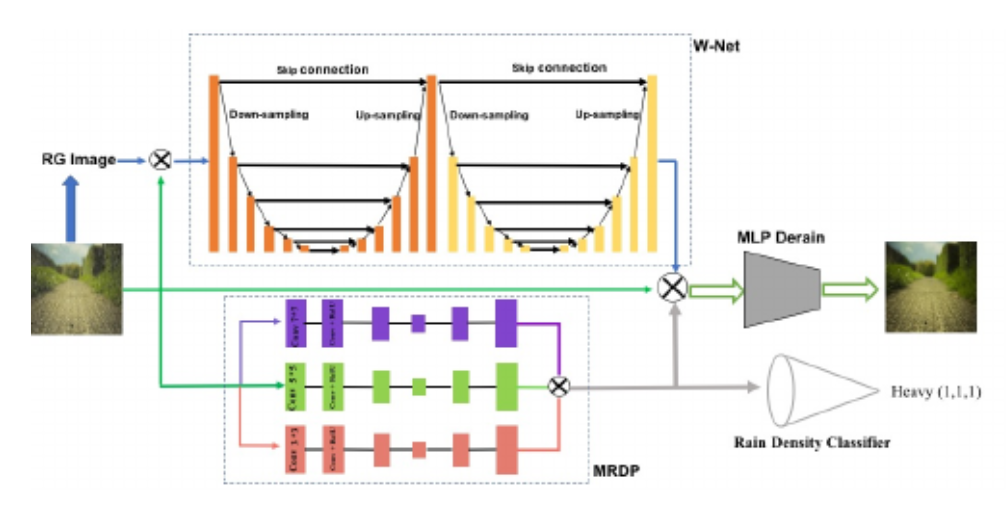 W-Net
Skip connection
Skip connection
Down-sampling
Up-sampling
Down-sampling
Up-sampling
RG Image
MLP Derain
Conv 7*7
Conv + ReLU
Conv 5*5
Conv + ReLU
Heavy (1,1,1)
Rain Density Classifier
Conv 3*3
Conv + ReLU
MRDP